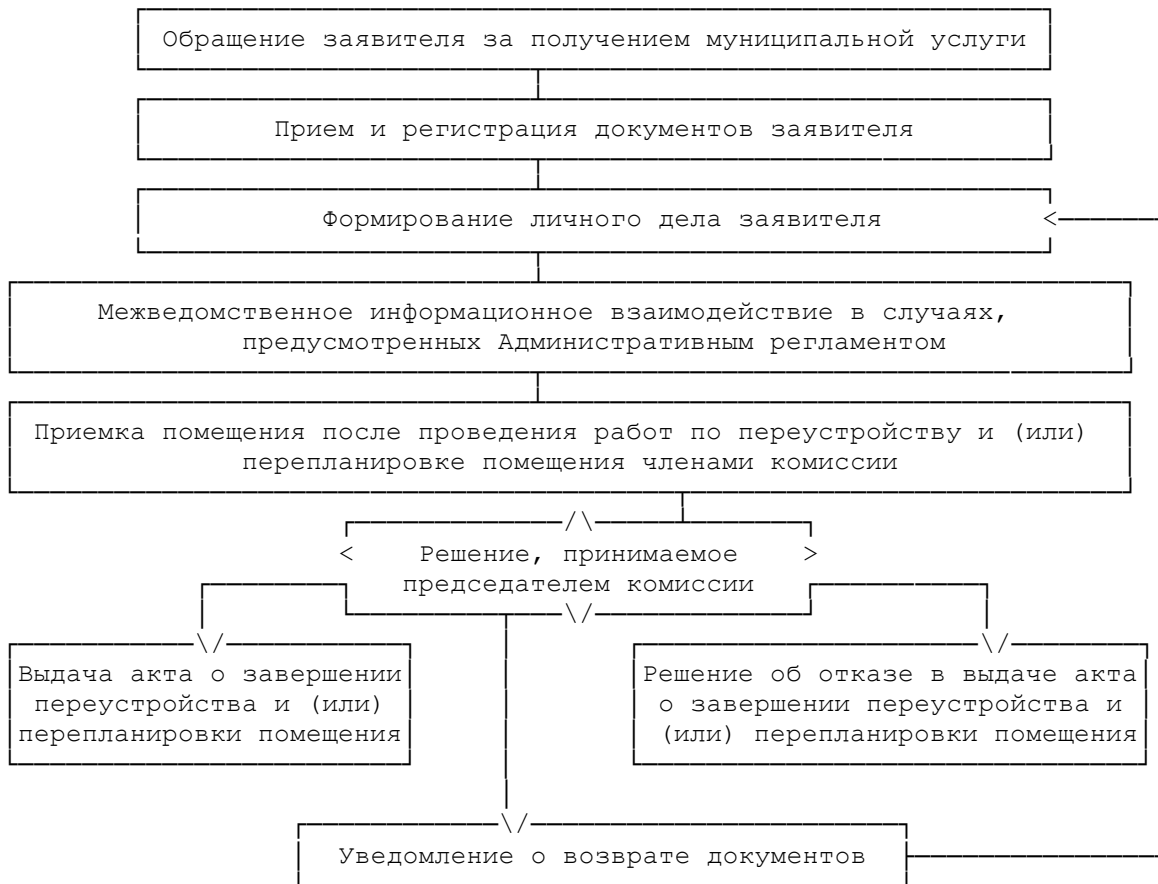 Обращение заявителя за получением муниципальной услуги
Прием и регистрация документов заявителя
Формирование личного дела заявителя
Межведомственное информационное взаимодействие в случаях,
предусмотренных Административным регламентом
Приемка помещения после проведения работ по переустройству и (или)
перепланировке помещения членами комиссии
Решение, принимаемое
председателем комиссии
Выдача акта о завершении
переустройства и (или)
перепланировки помещения
Решение об отказе в выдаче акта
о завершении переустройства и
(или) перепланировки помещения
Уведомление о возврате документов